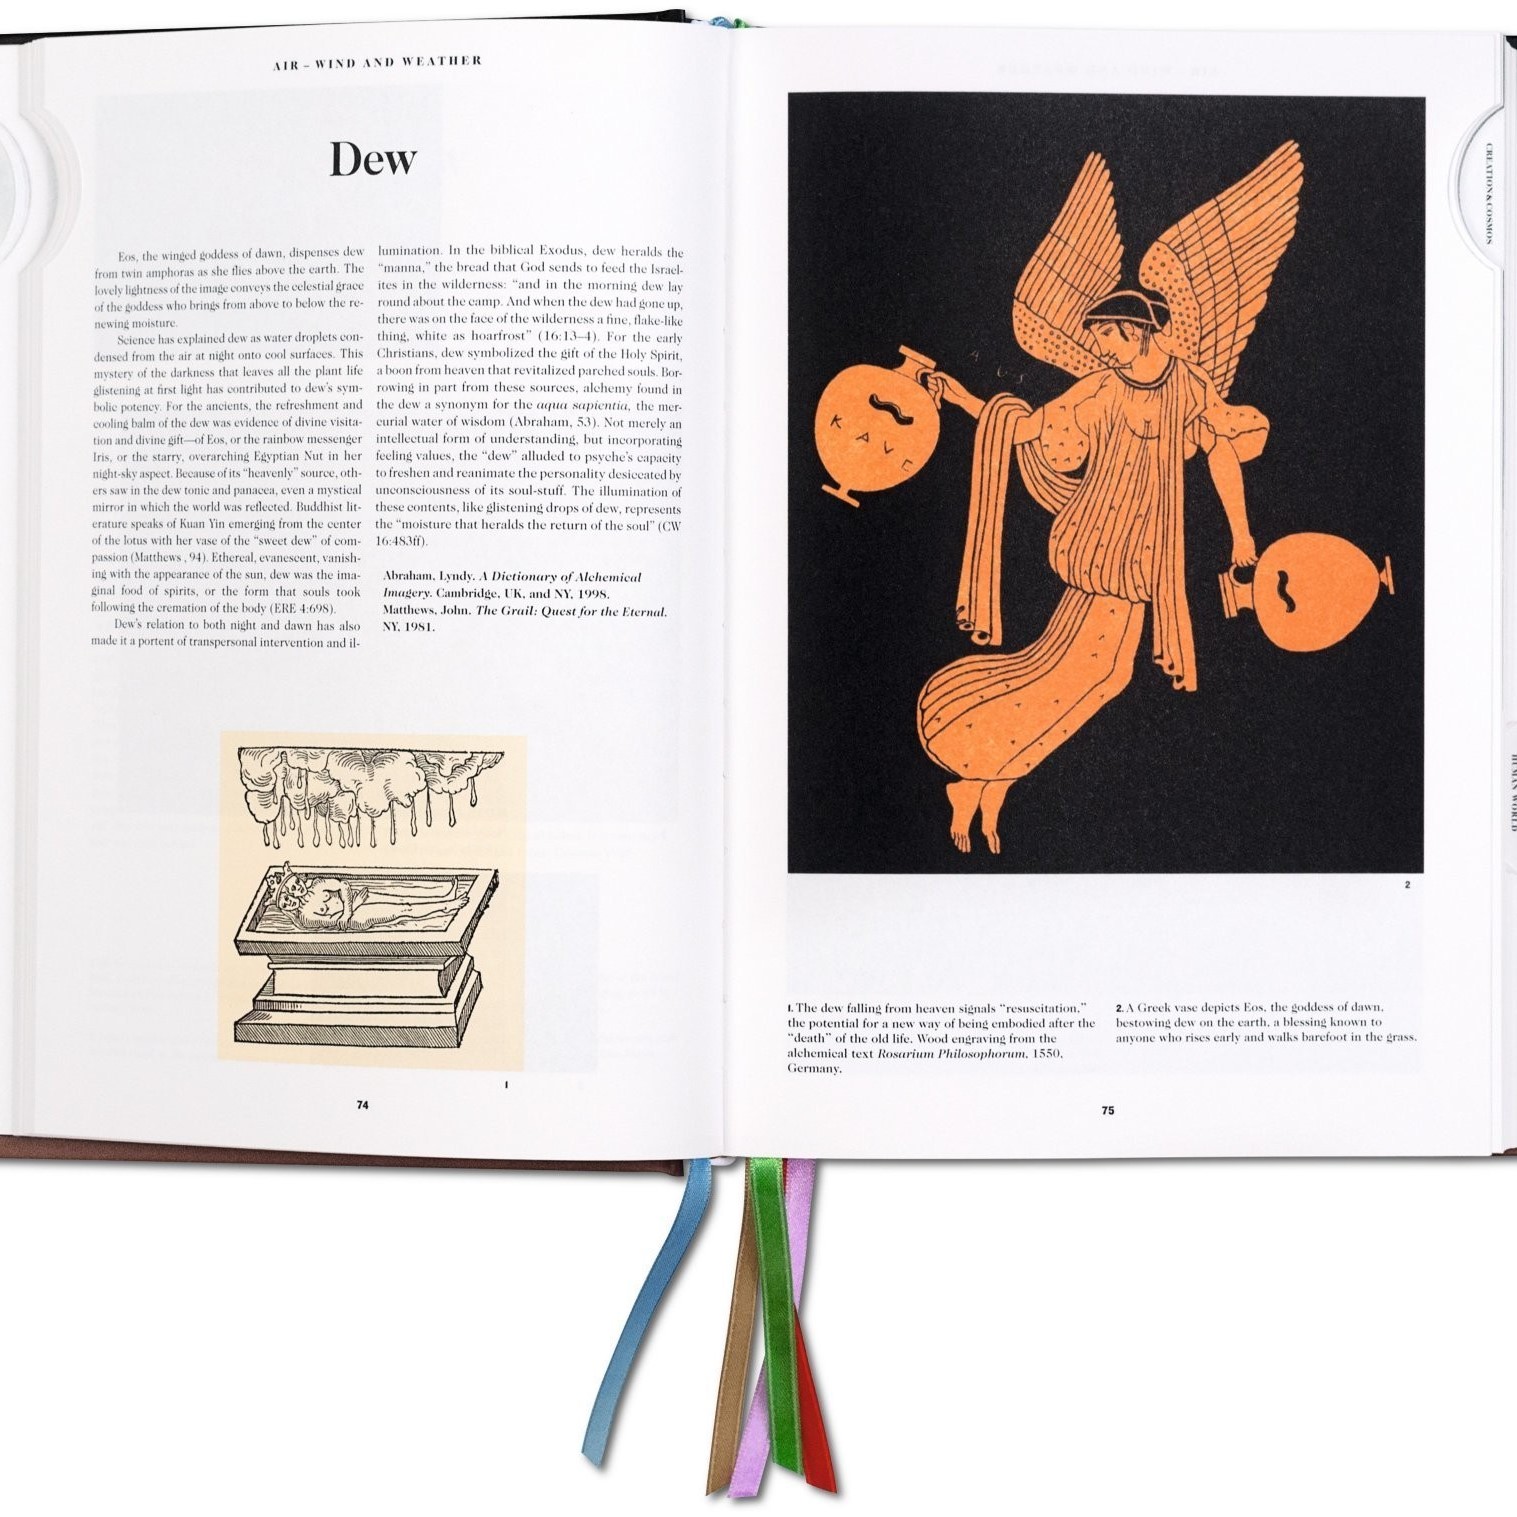 AIR – WIND AND WEATHER
Dew
Eos, the winged goddess of dawn, dispenses dew
from twin amphoras as she flies above the earth. The
lovely lightness of the image conveys the celestial grace
of the goddess who brings from above to below the re-
newing moisture.
Science has explained dew as water droplets con-
densed from the air at night onto cool surfaces. This
mystery of the darkness that leaves all the plant life
glistening at first light has contributed to dew's sym-
bolic potency. For the ancients, the refreshment and
cooling balm of the dew was evidence of divine visita-
tion and divine gift—of Eos, or the rainbow messenger
Iris, or the starry, overarching Egyptian Nut in her
night-sky aspect. Because of its "heavenly" source, oth-
ers saw in the dew tonic and panacea, even a mystical
mirror in which the world was reflected. Buddhist lit-
erature speaks of Kuan Yin emerging from the center
of the lotus with her vase of the "sweet dew" of com-
passion (Matthews , 94). Ethereal, evanescent, vanish-
ing with the appearance of the sun, dew was the ima-
ginal food of spirits, or the form that souls took
following the cremation of the body (ERE 4:698).
Dew's relation to both night and dawn has also
made it a portent of transpersonal intervention and il-
lumination. In the biblical Exodus, dew heralds the
"manna," the bread that God sends to feed the Israel-
ites in the wilderness: "and in the morning dew lay
round about the camp. And when the dew had gone up,
there was on the face of the wilderness a fine, flake-like
thing, white as hoarfrost" (16:13–4). For the early
Christians, dew symbolized the gift of the Holy Spirit,
a boon from heaven that revitalized parched souls. Bor-
rowing in part from these sources, alchemy found in
the dew a synonym for the aqua sapientia, the mer-
curial water of wisdom (Abraham, 53). Not merely an
intellectual form of understanding, but incorporating
feeling values, the "dew" alluded to psyche's capacity
to freshen and reanimate the personality desiccated by
unconsciousness of its soul-stuff. The illumination of
these contents, like glistening drops of dew, represents
the "moisture that heralds the return of the soul" (CW
16:483ff).
Abraham, Lyndy. A Dictionary of Alchemical
Imagery. Cambridge, UK, and NY, 1998.
Matthews, John. The Grail: Quest for the Eternal.
NY, 1981.
1
74
CREATION & COSMOS
HUMAN WORLD
2
1. The dew falling from heaven signals "resuscitation,"
the potential for a new way of being embodied after the
"death" of the old life. Wood engraving from the
alchemical text Rosarium Philosophorum, 1550,
Germany.
2. A Greek vase depicts Eos, the goddess of dawn,
bestowing dew on the earth, a blessing known to
anyone who rises early and walks barefoot in the grass.
75